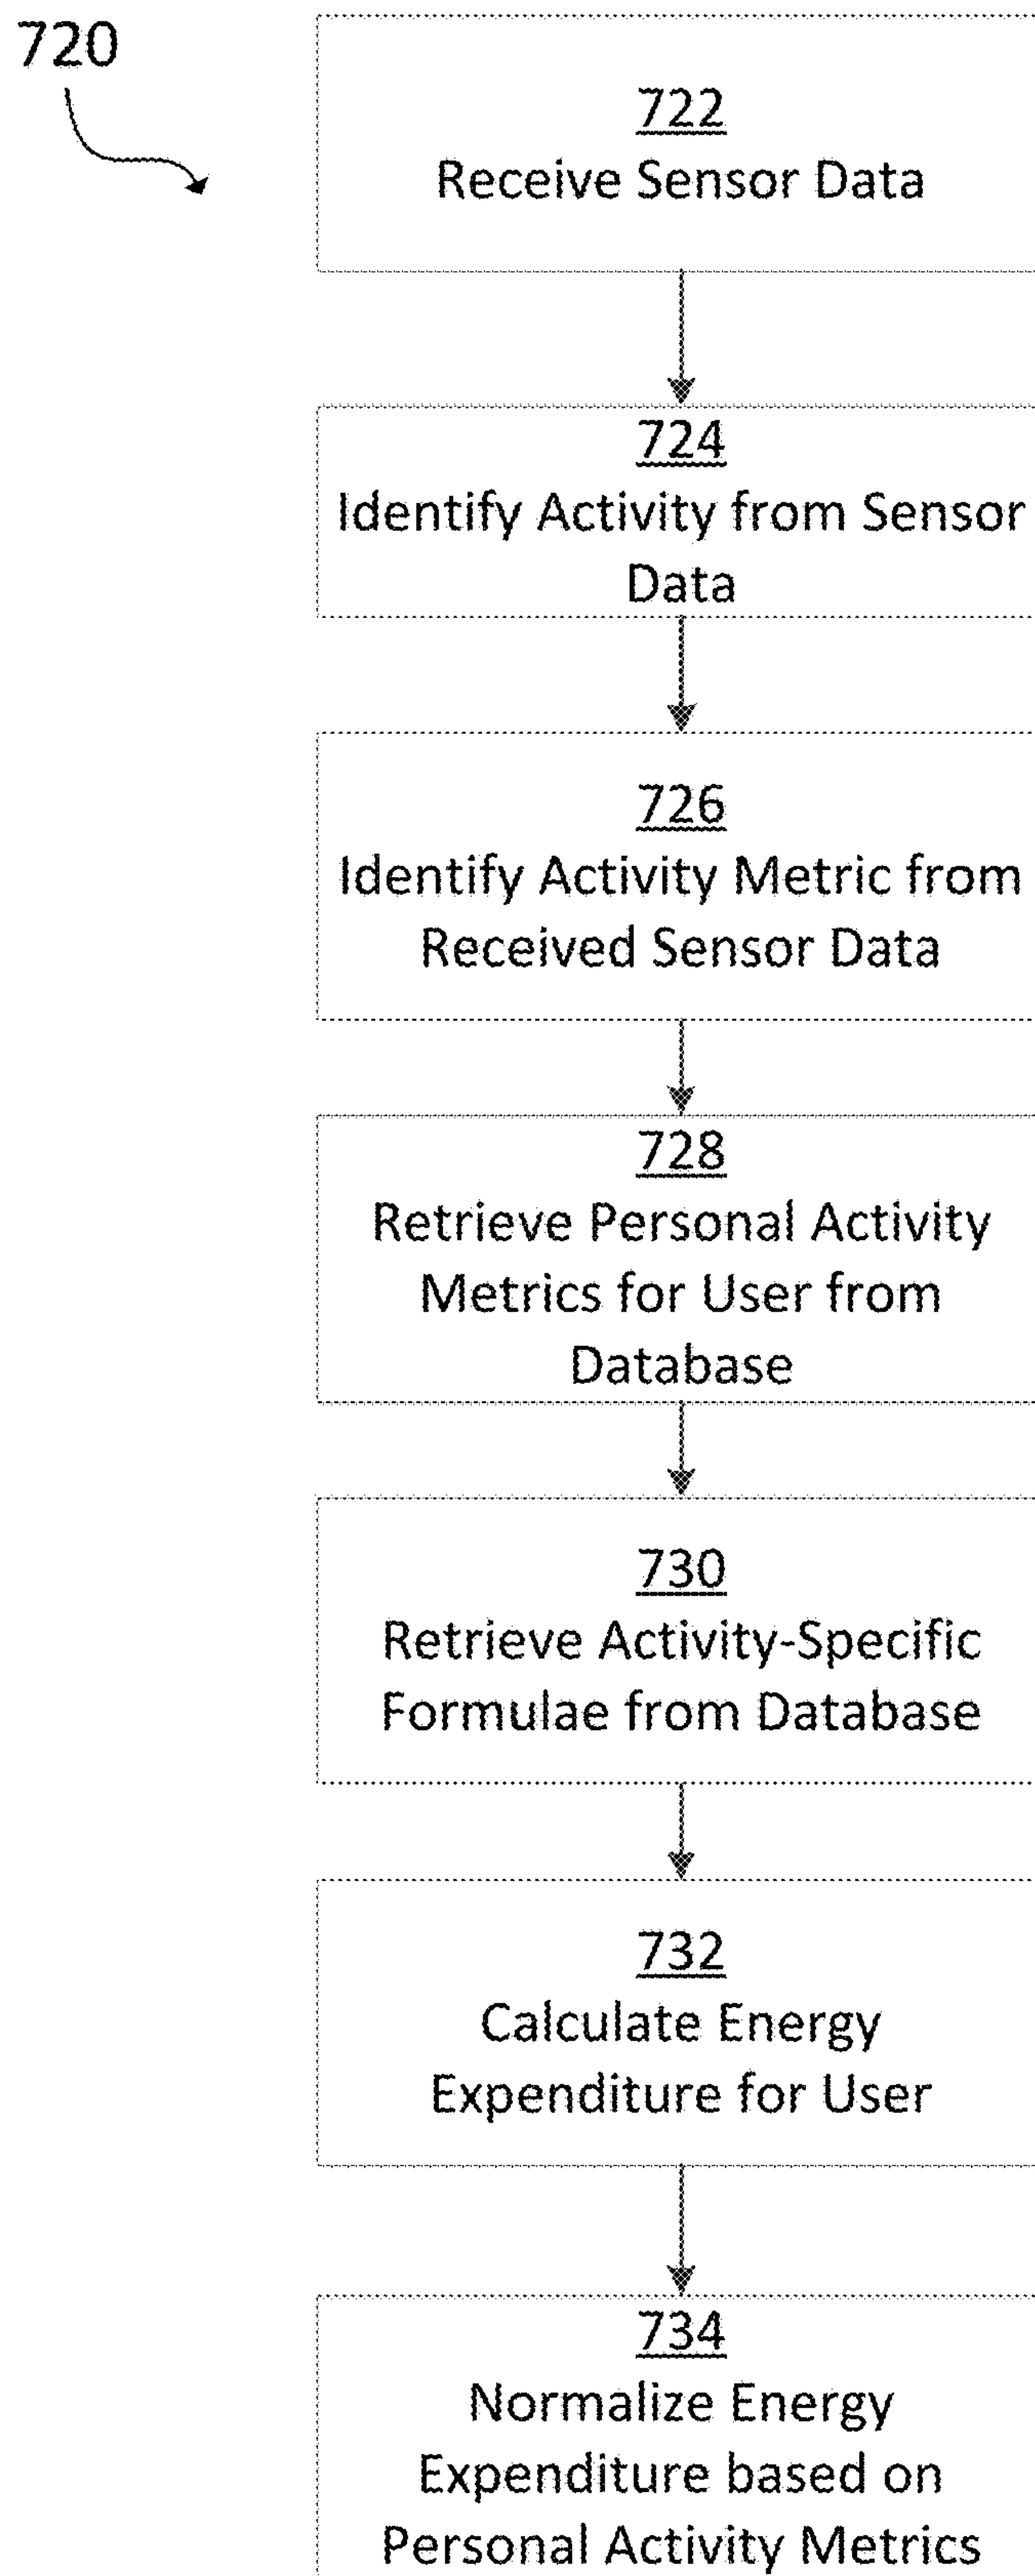 720
722
Receive Sensor Data
724
Identify Activity from Sensor
Data
726
Identify Activity Metric from
Received Sensor Data
728
Retrieve Personal Activity
Metrics for User from
Database
730
Retrieve Activity-Specific
Formulae from Database
732
Calculate Energy
Expenditure for User
734
Normalize Energy
Expenditure based on
Personal Activity Metrics